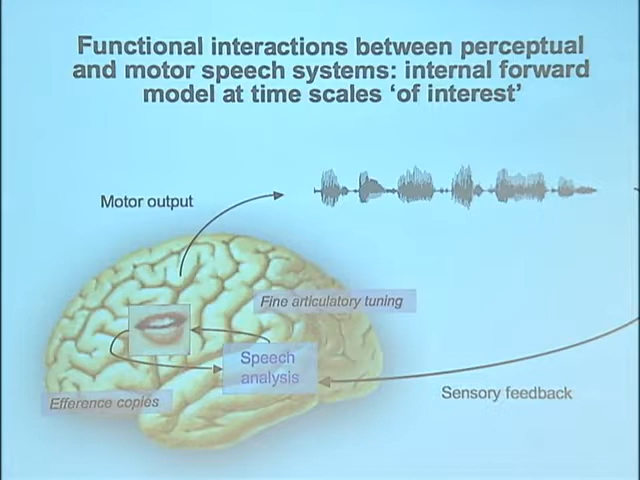 Functional interactions between perceptual
and motor speech systems: internal forward
model at time scales ‘of interest’
Motor output
Fine articulatory tuning
Speech
analysis
Sensory feedback
Efference copies